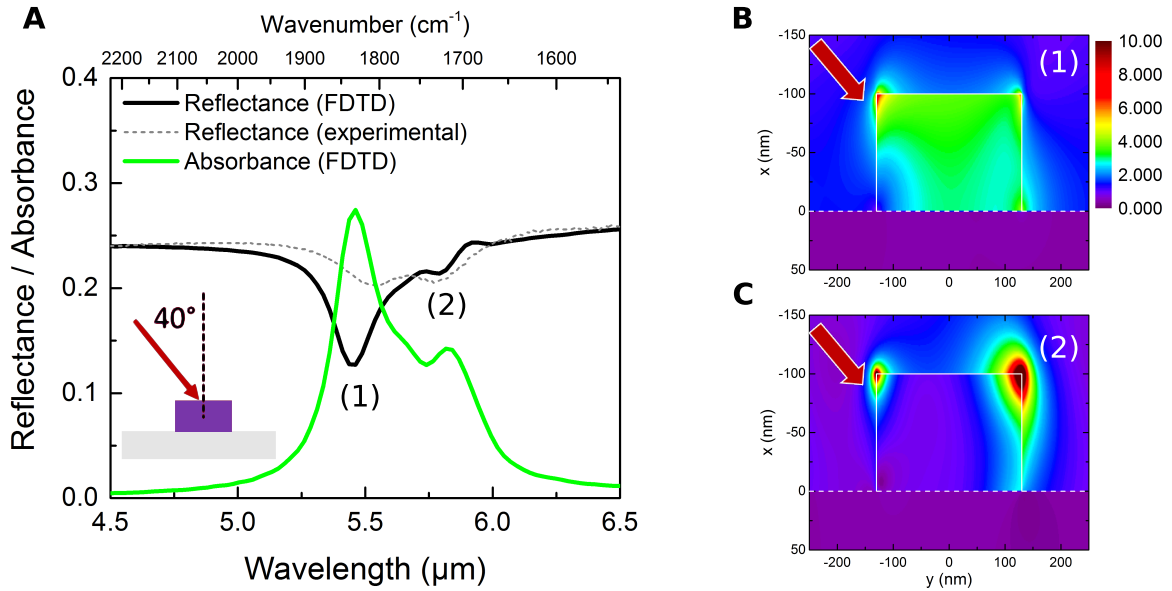 A
Wavenumber (cm⁻¹)
2200 2100 2000 1900 1800 1700 1600
0.4
0.3
0.2
0.1
0.0
Reflectance / Absorbance
Reflectance (FDTD)
Reflectance (experimental)
Absorbance (FDTD)
(1)
(2)
40°
4.5 5.0 5.5 6.0 6.5
Wavelength (µm)
B
(1)
-150
-100
-50
0
50
x (nm)
-200 -100 0 100 200
10.00
8.000
6.000
4.000
2.000
0.000
C
(2)
-150
-100
-50
0
50
x (nm)
-200 -100 0 100 200
y (nm)